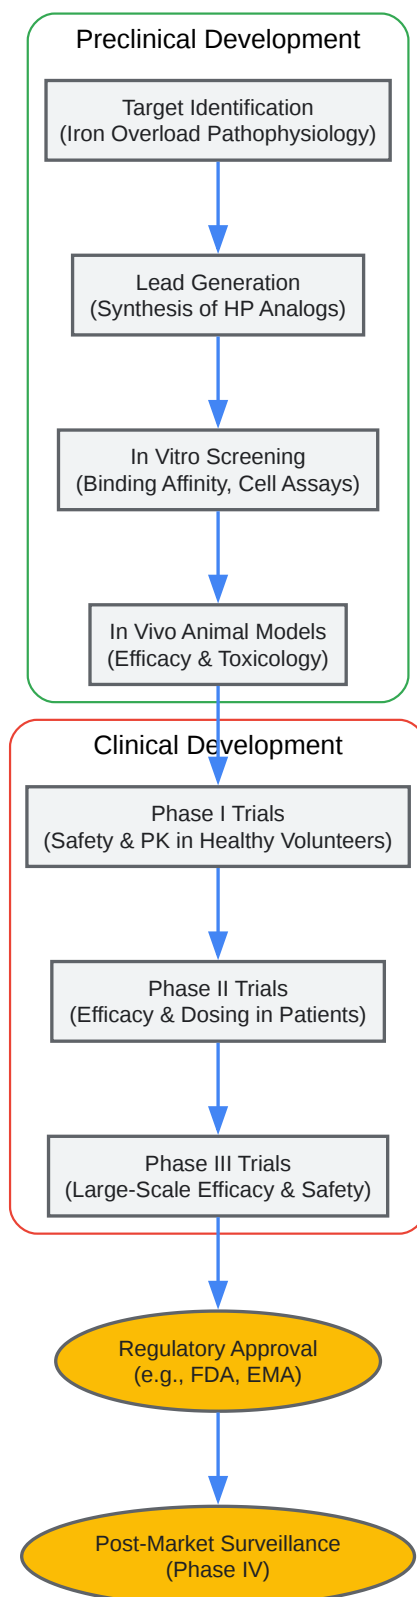 Preclinical Development
Target Identification
(Iron Overload Pathophysiology)
Lead Generation
(Synthesis of HP Analogs)
In Vitro Screening
(Binding Affinity, Cell Assays)
In Vivo Animal Models
(Efficacy & Toxicology)
Clinical Development
Phase I Trials
(Safety & PK in Healthy Volunteers)
Phase II Trials
(Efficacy & Dosing in Patients)
Phase III Trials
(Large-Scale Efficacy & Safety)
Regulatory Approval
(e.g., FDA, EMA)
Post-Market Surveillance
(Phase IV)